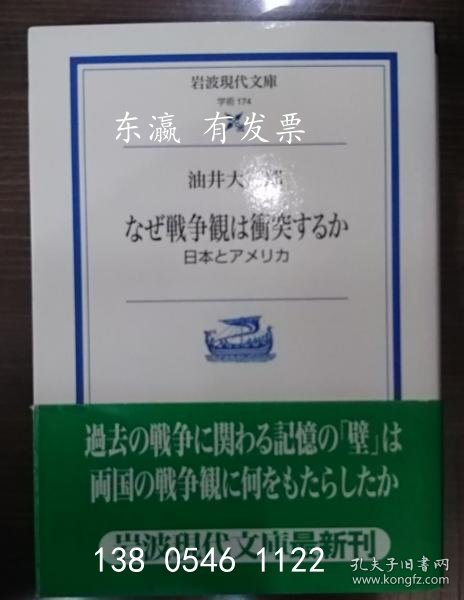 岩波現代文庫
学術 174
东瀛 有发票
油井大
なぜ戦争観は衝突するか
日本とアメリカ
過去の戦争に関わる記憶の「壁」は
両国の戦争観に何をもたらしたか
岩波現代文庫最新刊
138 0546 1122
孔夫子旧书网
www.kongfz.com